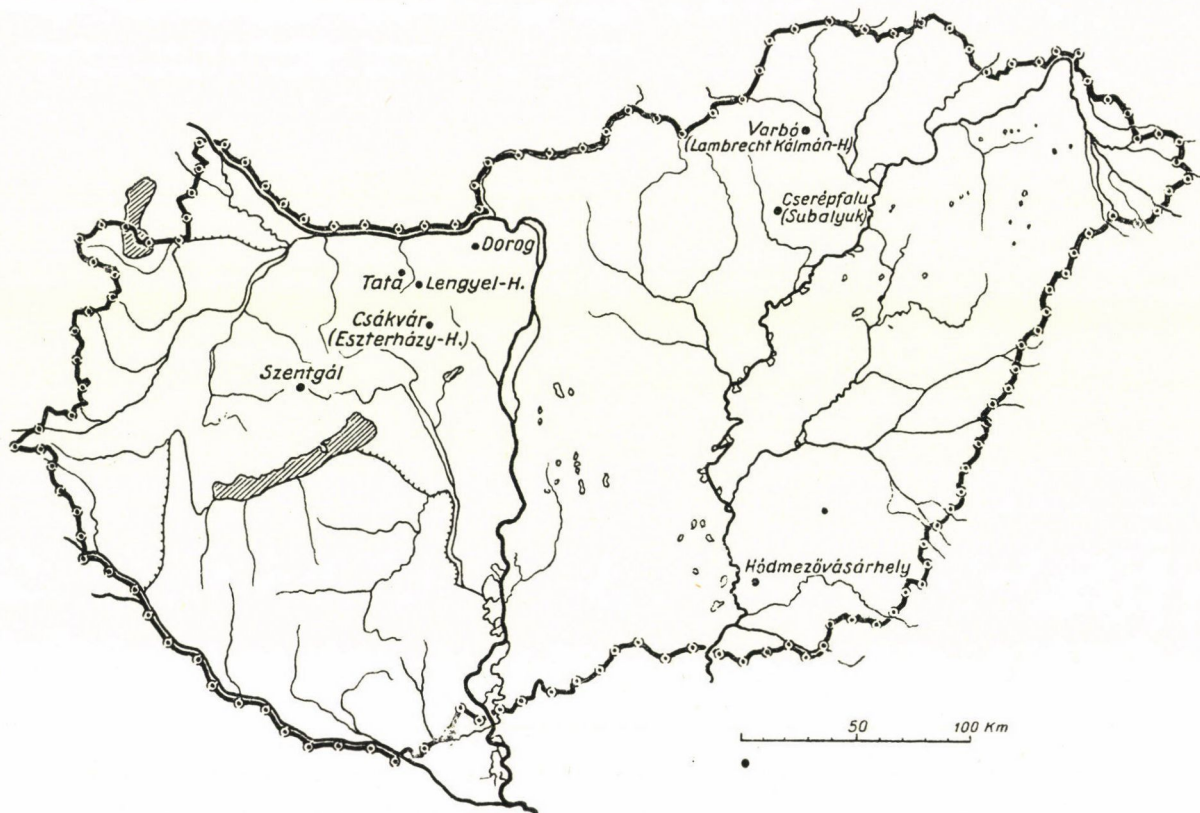 Varbó
(Lambrecht Kálmán-H)
Cserépfalu
(Subalyuk)
Dorog
Tata
Lengyel-H.
Csákvár
(Eszterházy-H.)
Szentgál
Hódmezővásárhely
50
100 Km